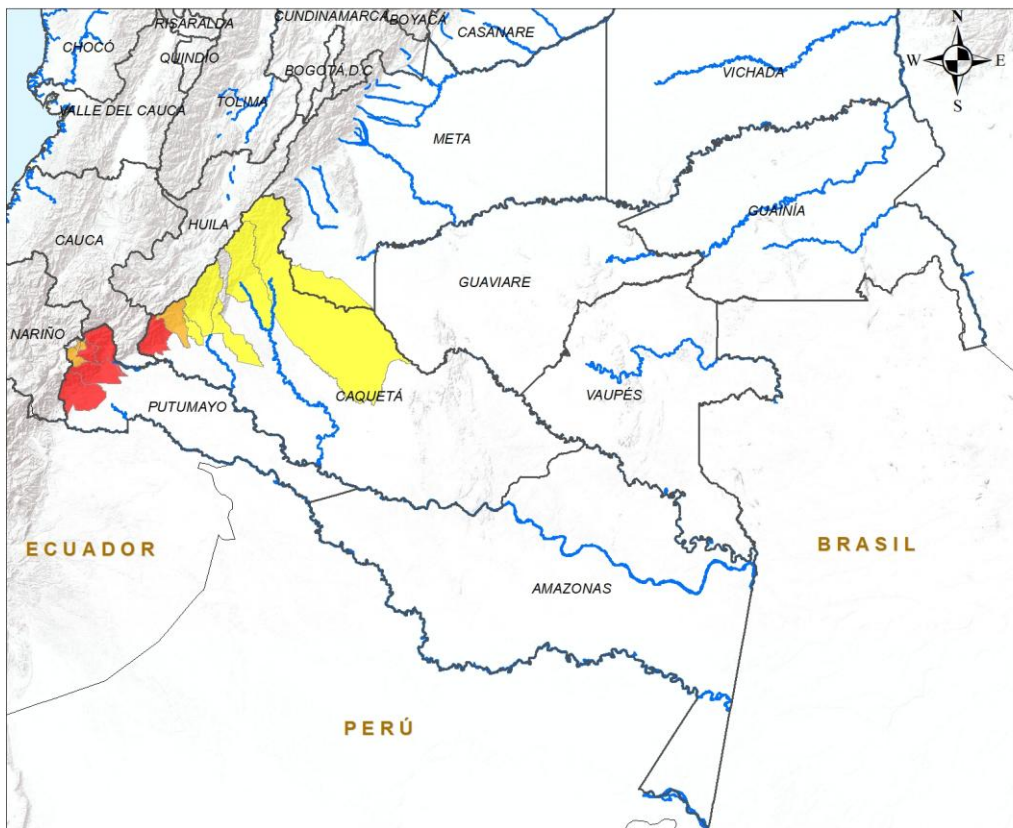 CUNDINAMARCA
BOYACÁ
RISARALDA
CASANARE
N
CHOCÓ
QUINDÍO
BOGOTÁ, D.C
VICHADA
W
E
S
VALLE DEL CAUCA
TOLIMA
META
HUILA
GUAINÍA
CAUCA
GUAVIARE
NARIÑO
CAQUETÁ
VAUPÉS
PUTUMAYO
ECUADOR
BRASIL
AMAZONAS
PERÚ